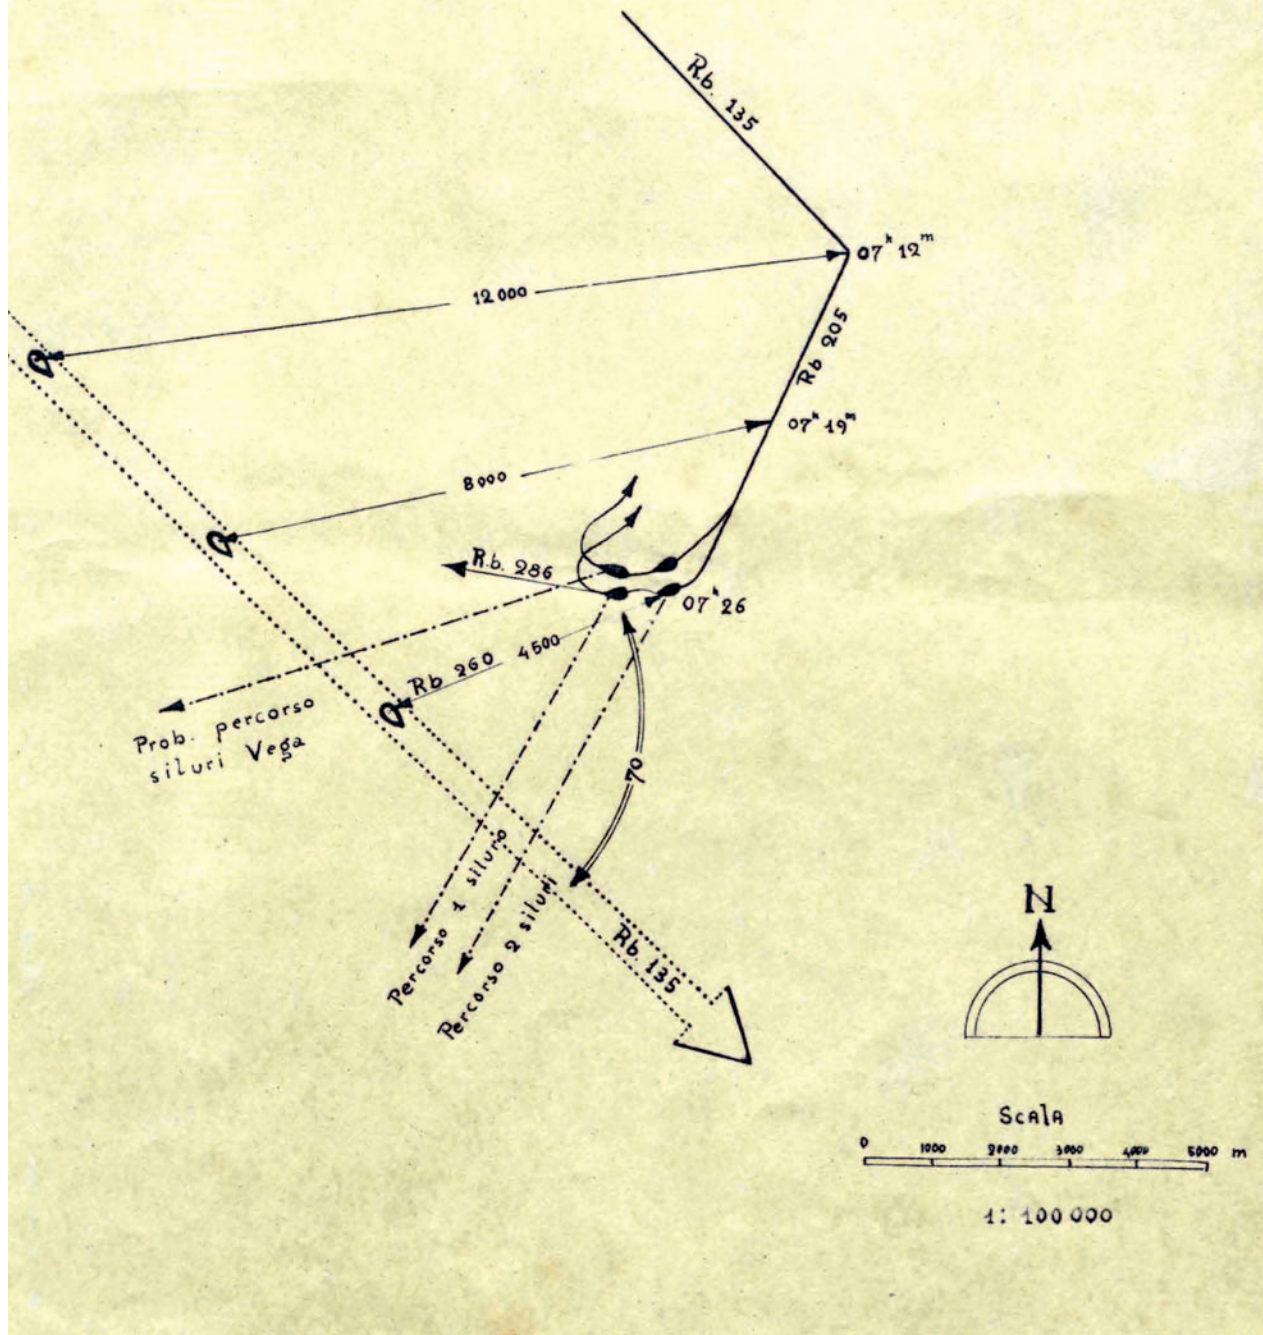 Rb. 135
07ʰ 12ᵐ
12000
Rb 205
07ʰ 19ᵐ
8000
Rb. 286
07ʰ 26
Rb 260 4500
Prob. percorso
siluri Vega
70
Percorso 1 siluro
Percorso 2 siluri
Rb. 135
N
Scala
0 1000 2000 3000 4000 5000 m
1: 100 000